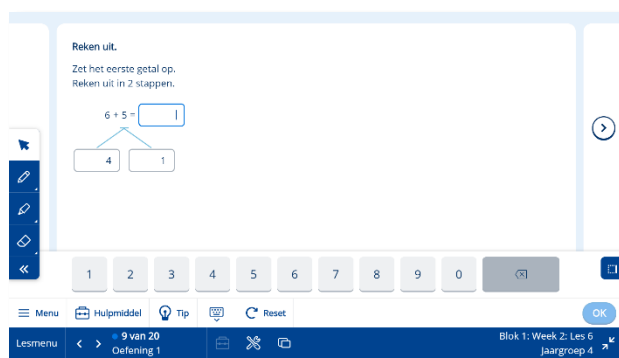 Reken uit.
Zet het eerste getal op.
Reken uit in 2 stappen.
6 + 5 =
4 1
1 2 3 4 5 6 7 8 9 0
Menu Hulpmiddel Tip Reset OK
Lesmenu 9 van 20 Blok 1: Week 2: Les 6
Oefening 1 Jaargroep 4